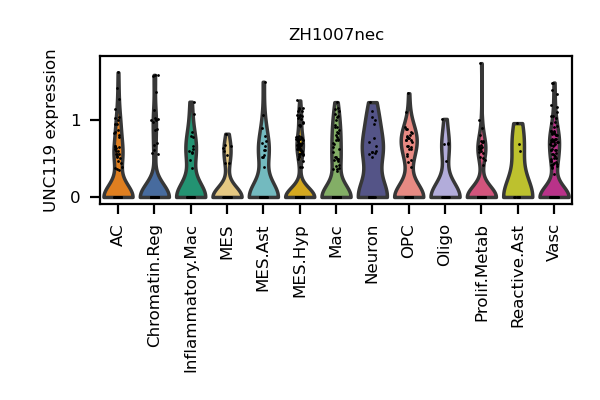 ZH1007nec
UNC119 expression
1
0
AC
Chromatin.Reg
Inflammatory.Mac
MES
MES.Ast
MES.Hyp
Mac
Neuron
OPC
Oligo
Prolif.Metab
Reactive.Ast
Vasc